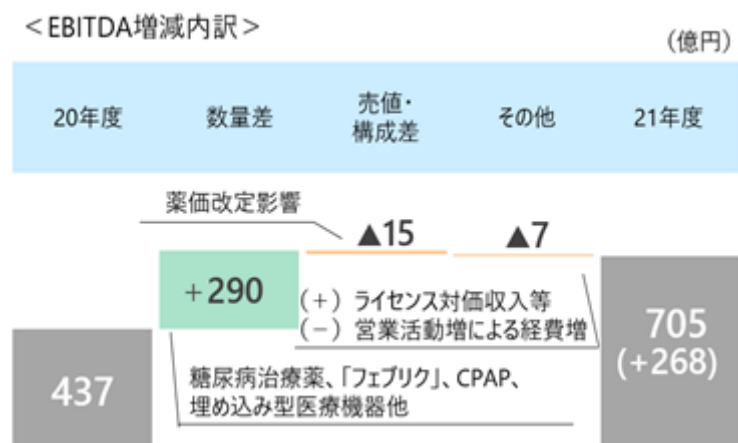 ＜EBITDA増減内訳＞
（億円）
20年度
数量差
売値・
構成差
その他
21年度
薬価改定影響
▲15
▲7
+290
（+）ライセンス対価収入等
（-）営業活動増による経費増
705
(+268)
437
糖尿病治療薬、「フェブリク」、CPAP、
埋め込み型医療機器他